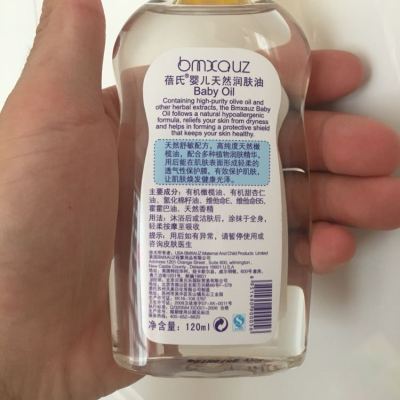 bmxauz
蓓氏®婴儿天然润肤油
Baby Oil
Containing high-purity olive oil and
other herbal extracts, the Bmxauz Baby
Oil follows a natural hypoallergenic
formula, reliefs your skin from dryness
and helps in forming a protective shield
that keeps your skin healthy.
天然舒敏配方，高纯度天然橄
榄油，配合多种植物润肤精华，
用后能在肌肤表面形成轻柔的
透气性保护膜，有效保护肌肤，
让肌肤焕发健康光泽。
主要成分：有机橄榄油、有机甜杏仁
油、氢化棉籽油、维他命E、维他命B5、
霍霍巴油、天然香精
用法：沐浴后或洁肤后，涂抹于全身，
轻柔按摩至吸收
提示：用后如有异常，请暂停使用或
咨询皮肤医生
USA BMXAUZ Maternal And Child Products Limited
净含量：120ml